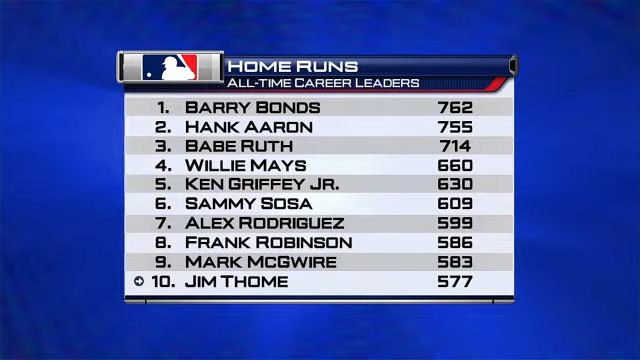 HOME RUNS
ALL-TIME CAREER LEADERS
1. BARRY BONDS 762
2. HANK AARON 755
3. BABE RUTH 714
4. WILLIE MAYS 660
5. KEN GRIFFEY JR. 630
6. SAMMY SOSA 609
7. ALEX RODRIGUEZ 599
8. FRANK ROBINSON 586
9. MARK MCGWIRE 583
10. JIM THOME 577